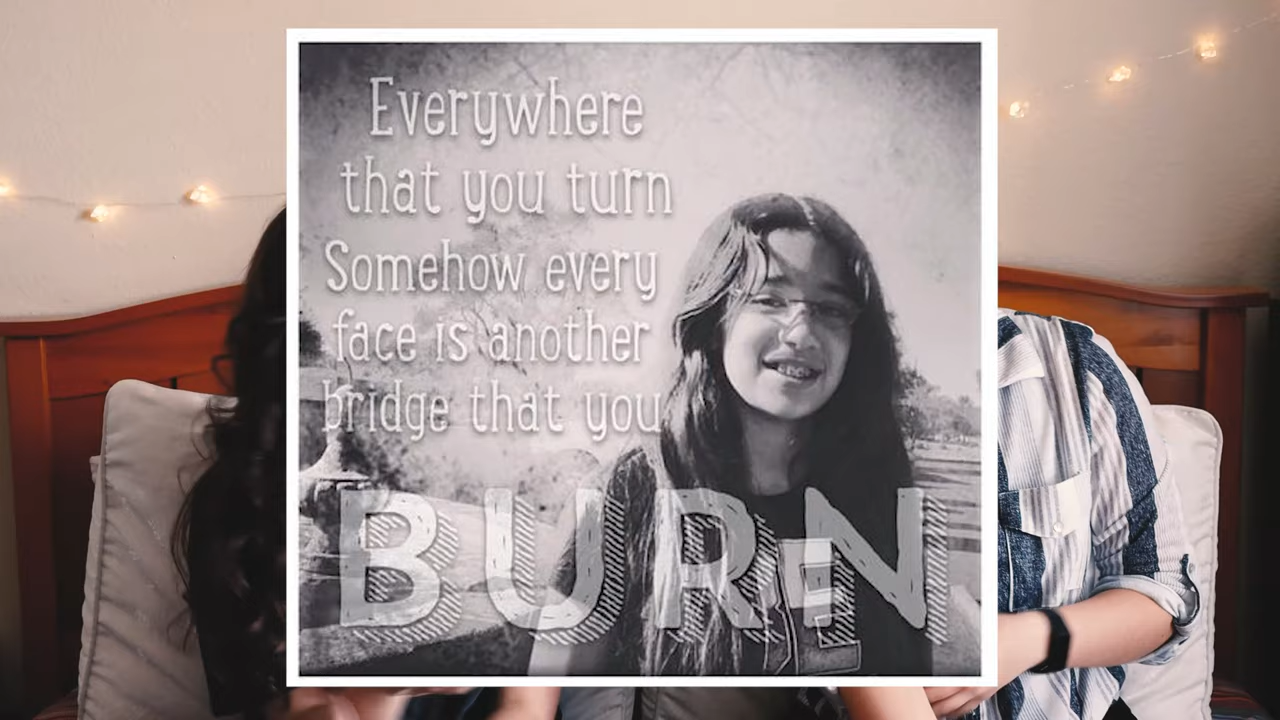 Everywhere
that you turn
Somehow every
face is another
bridge that you
BURN